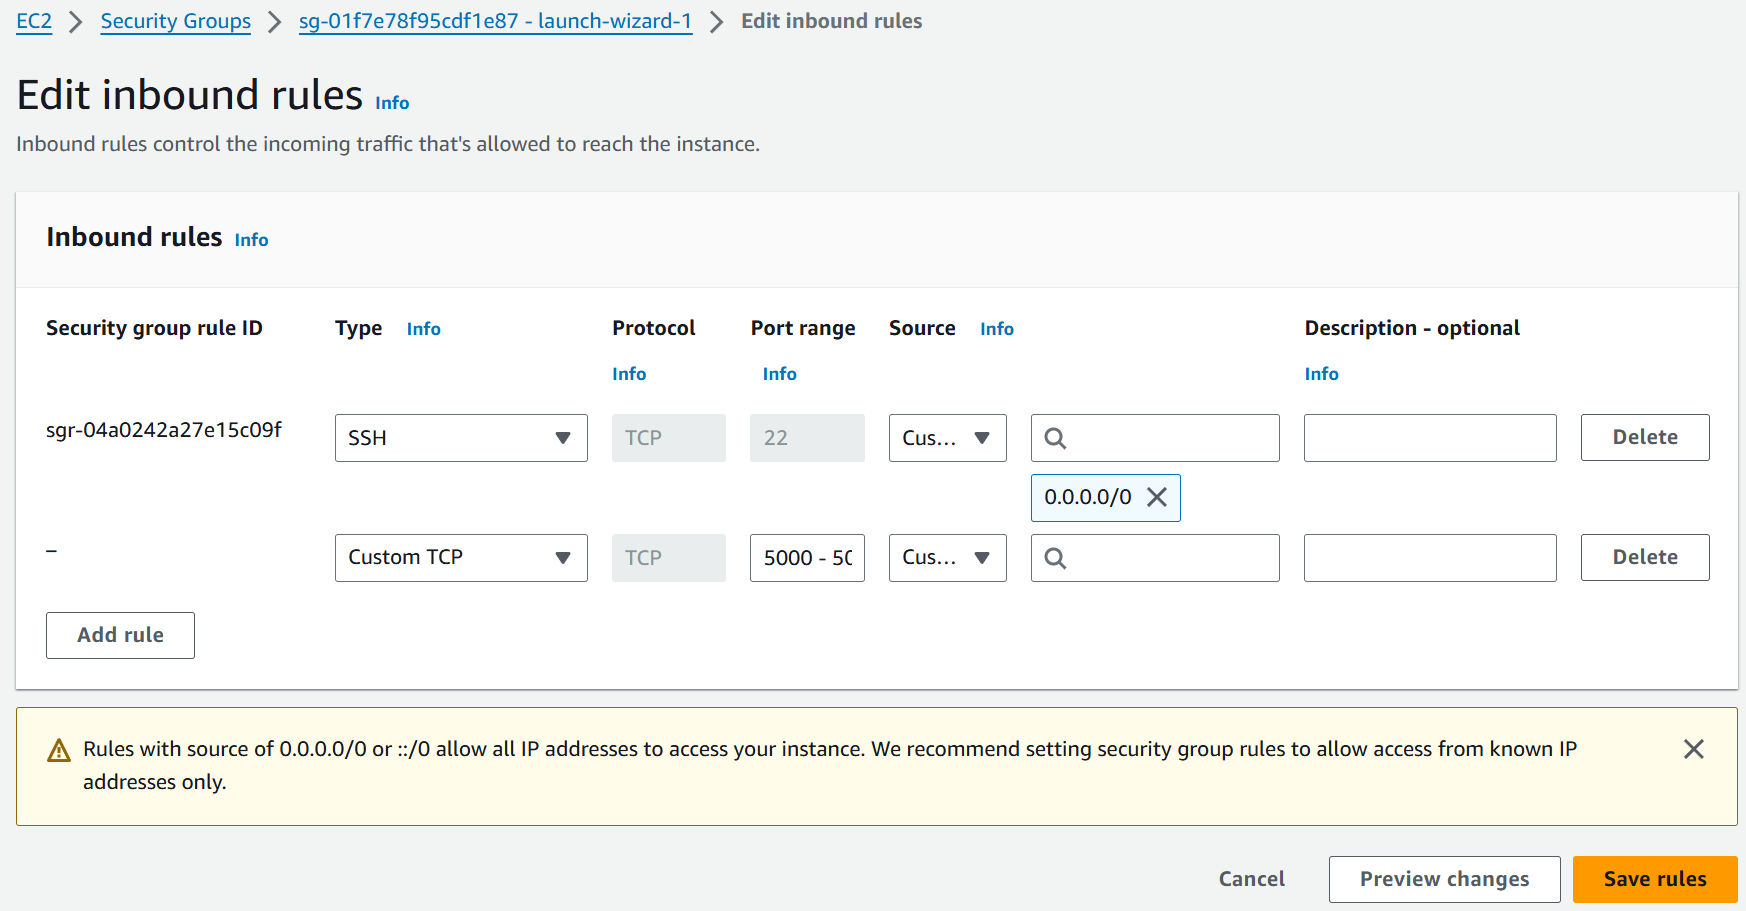 EC2 > Security Groups > sg-01f7e78f95cdf1e87 - launch-wizard-1 > Edit inbound rules
Edit inbound rules Info
Inbound rules control the incoming traffic that's allowed to reach the instance.
Inbound rules Info
Security group rule ID Type Info Protocol Port range Source Info Description - optional
Info Info Info
sgr-04a0242a27e15c09f SSH TCP 22 Cus... Delete
0.0.0.0/0
– Custom TCP TCP 5000 - 50 Cus... Delete
Add rule
Rules with source of 0.0.0.0/0 or ::/0 allow all IP addresses to access your instance. We recommend setting security group rules to allow access from known IP
addresses only.
Cancel Preview changes Save rules